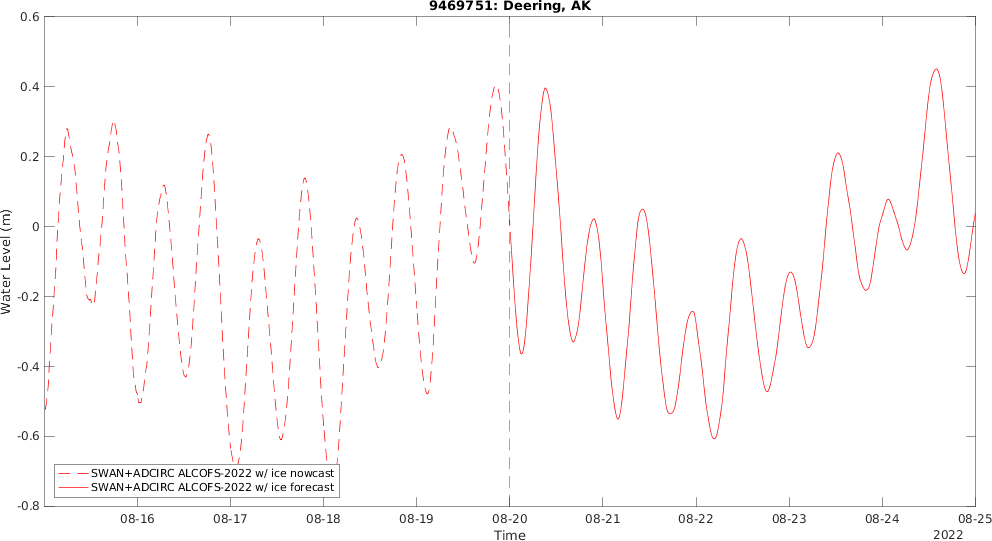 9469751: Deering, AK
0.6
0.4
0.2
0
-0.2
-0.4
-0.6
-0.8
Water Level (m)
SWAN+ADCIRC ALCOFS-2022 w/ ice nowcast
SWAN+ADCIRC ALCOFS-2022 w/ ice forecast
08-16 08-17 08-18 08-19 08-20 08-21 08-22 08-23 08-24 08-25
Time
2022